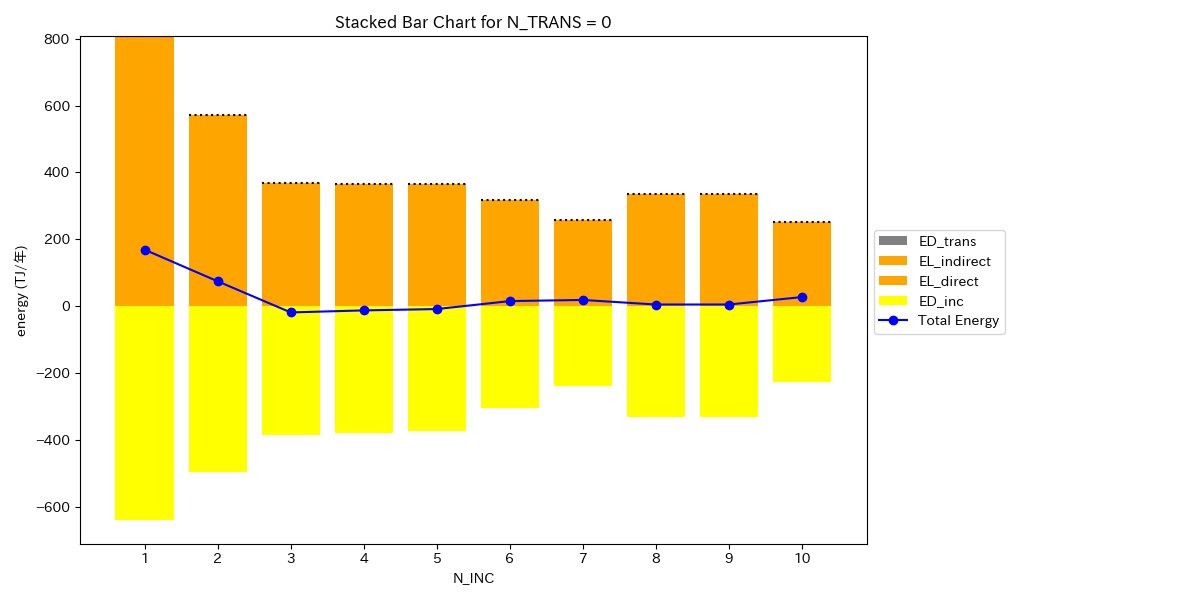 Stacked Bar Chart for N_TRANS = 0
energy (TJ/年)
800
600
400
200
0
−200
−400
−600
1 2 3 4 5 6 7 8 9 10
N_INC
ED_trans
EL_indirect
EL_direct
ED_inc
Total Energy